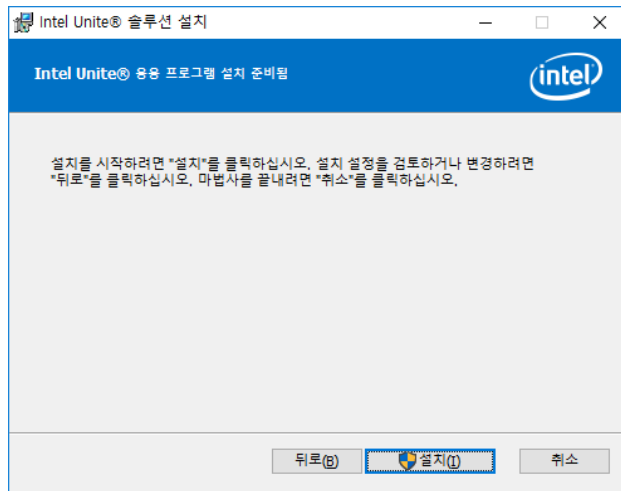 Intel Unite® 솔루션 설치
Intel Unite® 응용 프로그램 설치 준비됨
intel
설치를 시작하려면 "설치"를 클릭하십시오. 설치 설정을 검토하거나 변경하려면
"뒤로"를 클릭하십시오. 마법사를 끝내려면 "취소"를 클릭하십시오.
뒤로(B) 설치(I) 취소